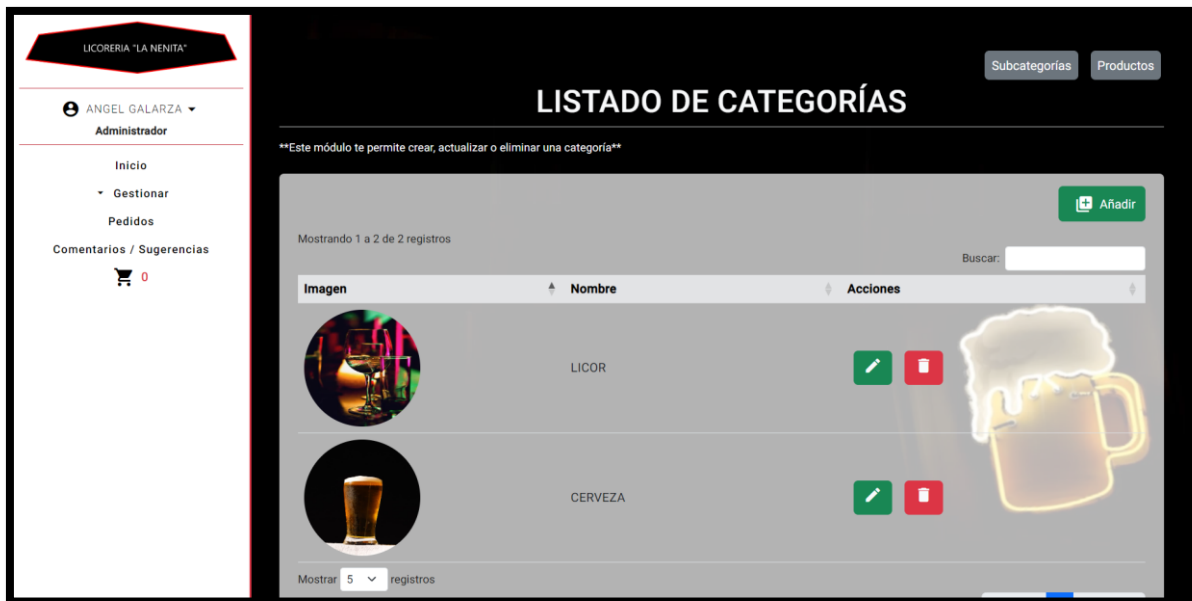 LICORERIA "LA NENITA"
ANGEL GALARZA
Administrador
Inicio
Gestionar
Pedidos
Comentarios / Sugerencias
0
Subcategorías
Productos
LISTADO DE CATEGORÍAS
**Este módulo te permite crear, actualizar o eliminar una categoría**
Añadir
Mostrando 1 a 2 de 2 registros
Buscar:
Imagen Nombre Acciones
LICOR
CERVEZA
Mostrar 5 registros